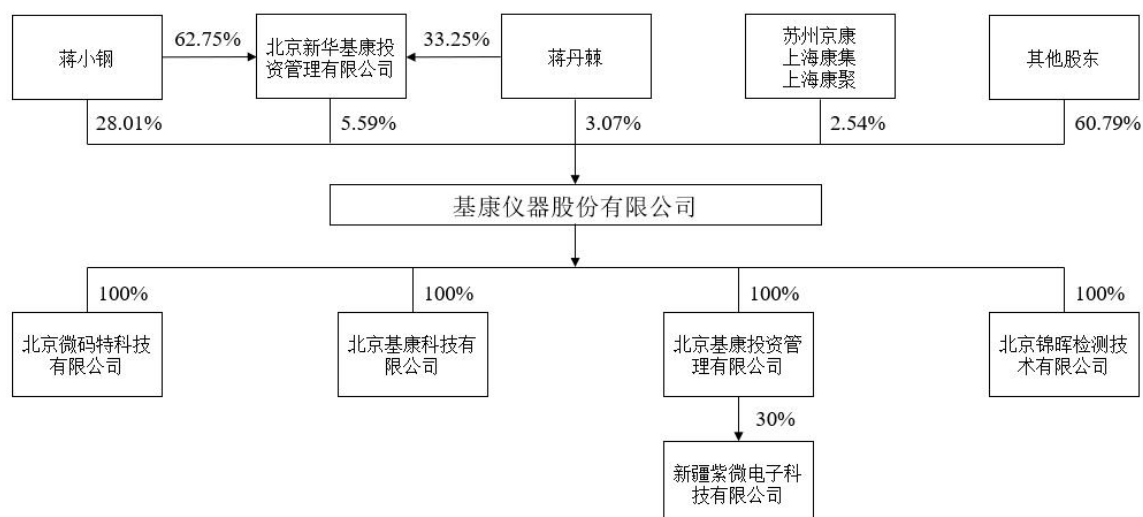 蒋小钢
62.75%
北京新华基康投
资管理有限公司
33.25%
蒋丹棘
苏州京康
上海康集
上海康聚
其他股东
28.01%
5.59%
3.07%
2.54%
60.79%
基康仪器股份有限公司
100%
100%
100%
100%
北京微码特科技
有限公司
北京基康科技有
限公司
北京基康投资管
理有限公司
北京锦晖检测技
术有限公司
30%
新疆紫微电子科
技有限公司